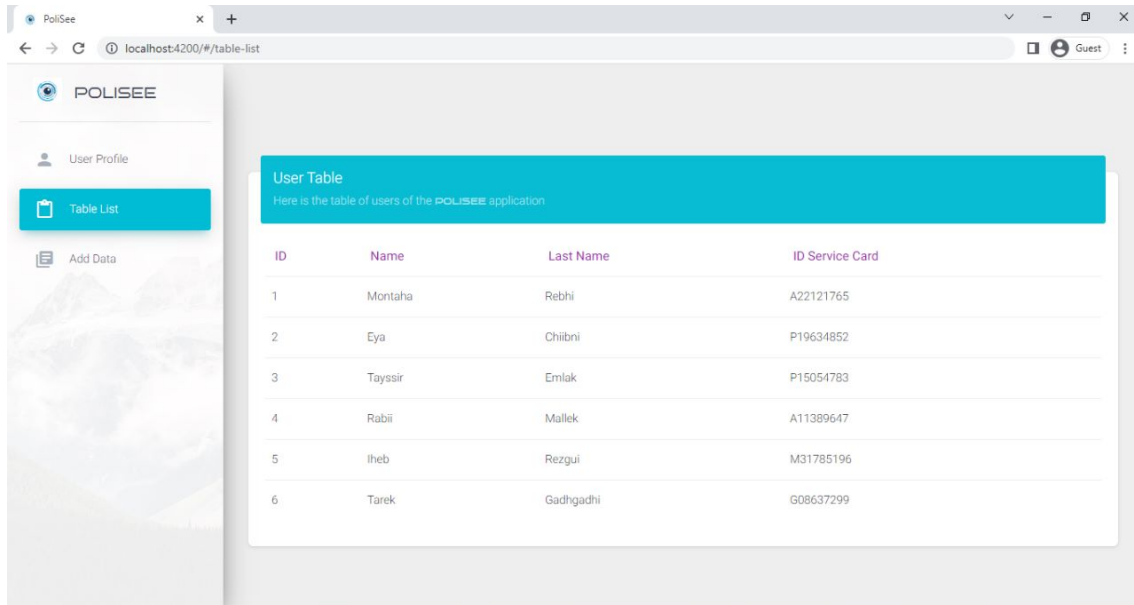 PoliSee
localhost:4200/#/table-list
Guest
POLISEE
User Profile
Table List
Add Data
User Table
Here is the table of users of the POLISEE application
ID Name Last Name ID Service Card
1 Montaha Rebhi A22121765
2 Eya Chiibni P19634852
3 Tayssir Emlak P15054783
4 Rabii Mallek A11389647
5 Iheb Rezgui M31785196
6 Tarek Gadhgadhi G08637299